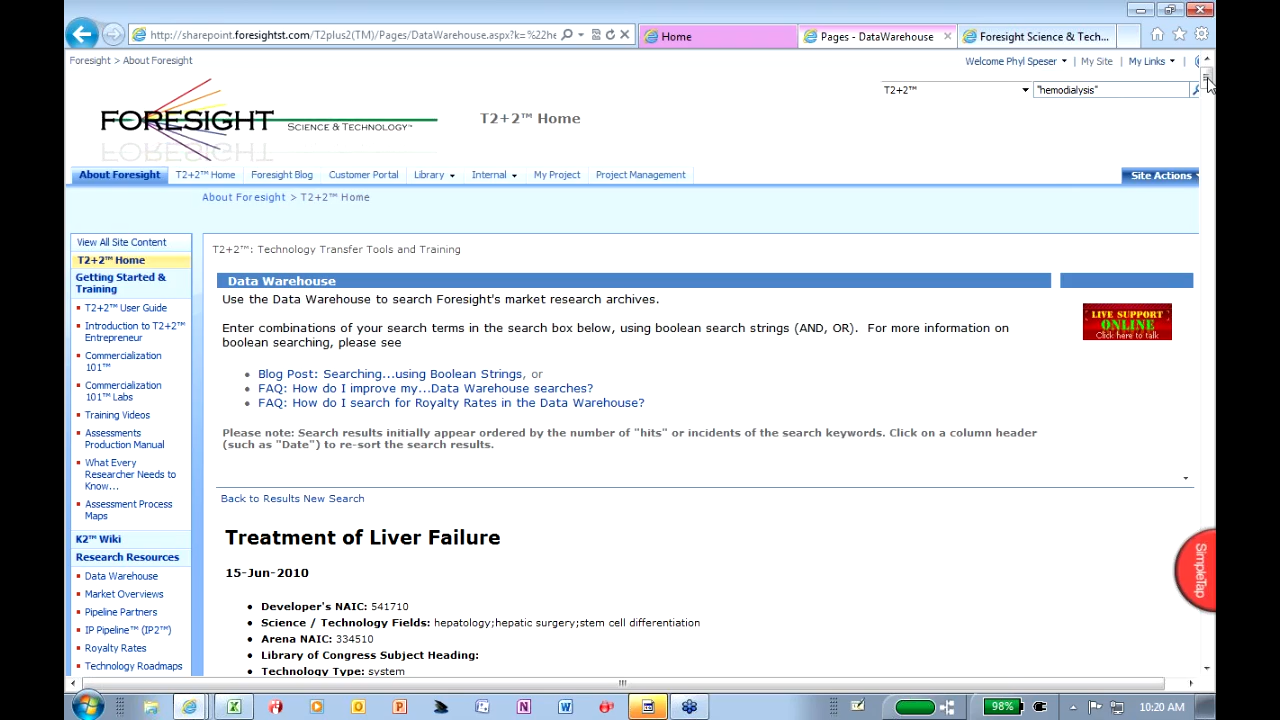 http://sharepoint.foresightst.com/T2plus2(TM)/Pages/DataWarehouse.aspx?k=%22he
Home
Pages - DataWarehouse
Foresight Science & Tech...
Foresight > About Foresight
Welcome Phyl Speser
My Site
My Links
FORESIGHT SCIENCE & TECHNOLOGY™
T2+2™ Home
T2+2™
"hemodialysis"
About Foresight
T2+2™ Home
Foresight Blog
Customer Portal
Library
Internal
My Project
Project Management
Site Actions
About Foresight > T2+2™ Home
View All Site Content
T2+2™ Home
Getting Started &
Training
T2+2™ User Guide
Introduction to T2+2™
Entrepreneur
Commercialization
101™
Commercialization
101™ Labs
Training Videos
Assessments
Production Manual
What Every
Researcher Needs to
Know...
Assessment Process
Maps
K2™ Wiki
Research Resources
Data Warehouse
Market Overviews
Pipeline Partners
IP Pipeline™ (IP2™)
Royalty Rates
Technology Roadmaps
T2+2™: Technology Transfer Tools and Training
Data Warehouse
Use the Data Warehouse to search Foresight's market research archives.
Enter combinations of your search terms in the search box below, using boolean search strings (AND, OR). For more information on
boolean searching, please see
Blog Post: Searching...using Boolean Strings, or
FAQ: How do I improve my...Data Warehouse searches?
FAQ: How do I search for Royalty Rates in the Data Warehouse?
Please note: Search results initially appear ordered by the number of "hits" or incidents of the search keywords. Click on a column header
(such as "Date") to re-sort the search results.
LIVE SUPPORT
ONLINE
Click here to talk
Back to Results New Search
Treatment of Liver Failure
15-Jun-2010
Developer's NAIC: 541710
Science / Technology Fields: hepatology;hepatic surgery;stem cell differentiation
Arena NAIC: 334510
Library of Congress Subject Heading:
Technology Type: system
SimpleTap
98%
10:20 AM